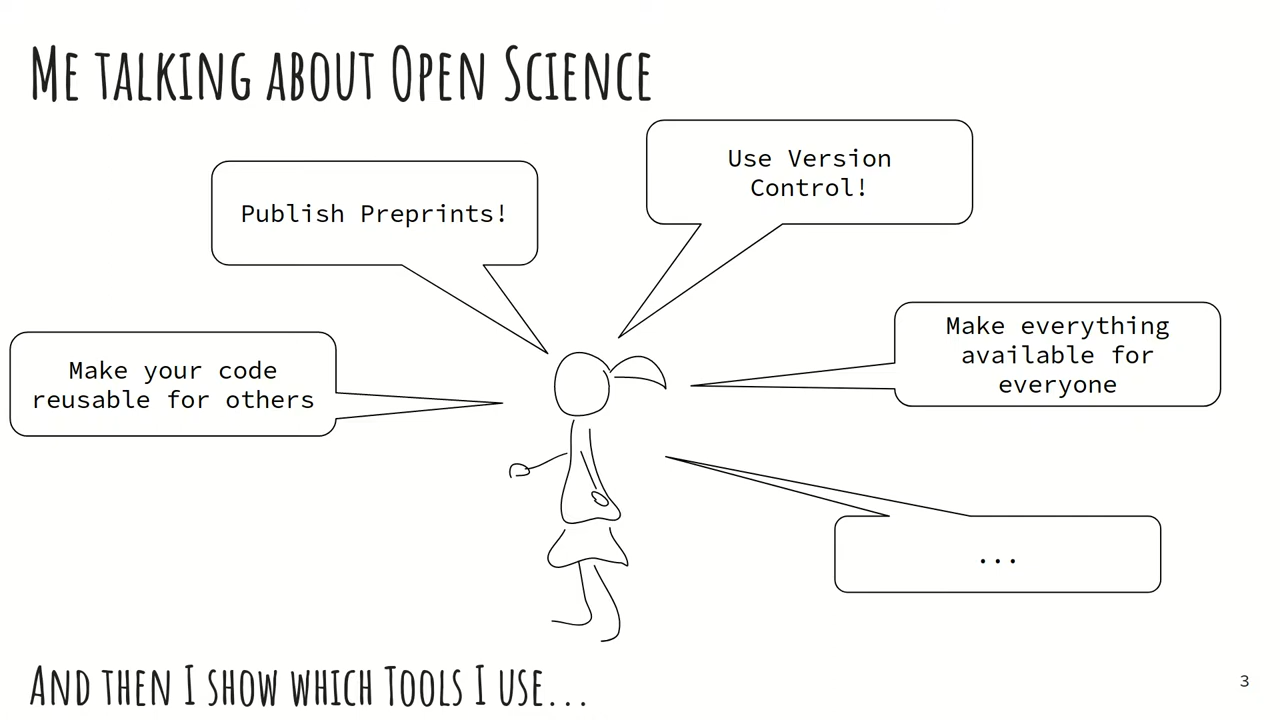 Me talking about Open Science
Use Version
Control!
Publish Preprints!
Make everything
available for
everyone
Make your code
reusable for others
...
And then I show which Tools I use...
3